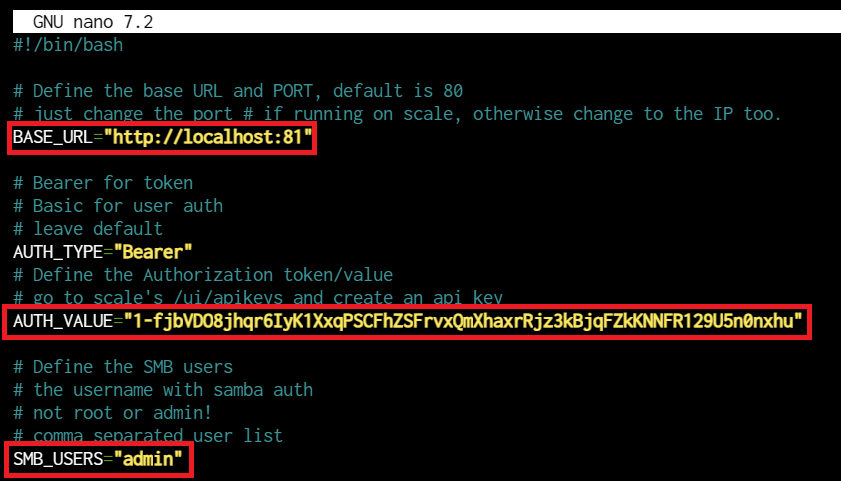 GNU nano 7.2
#!/bin/bash
# Define the base URL and PORT, default is 80
# just change the port # if running on scale, otherwise change to the IP too.
BASE_URL="http://localhost:81"
# Bearer for token
# Basic for user auth
# leave default
AUTH_TYPE="Bearer"
# Define the Authorization token/value
# go to scale's /ui/apikeys and create an api key
AUTH_VALUE="1-fjbVDO8jhqr6IyK1XxqPSCFhZSFrvxQmXhaxrRjz3kBjqFZkKNNFR129U5n0nxhu"
# Define the SMB users
# the username with samba auth
# not root or admin!
# comma separated user list
SMB_USERS="admin"